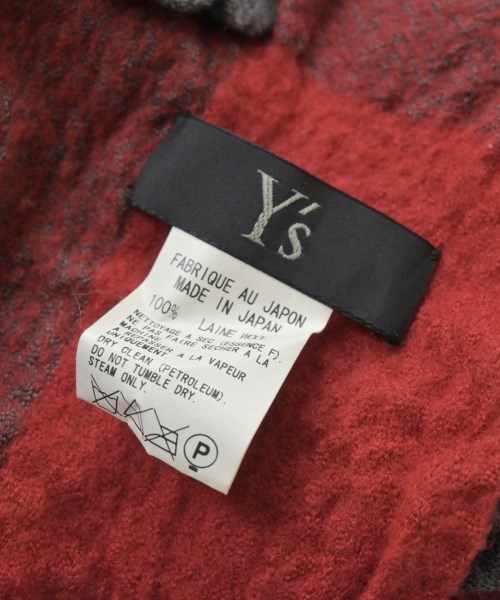 Y's
FABRIQUE AU JAPON
MADE IN JAPAN
100% LAINE
NETTOYAGE A SEC (ESSENCE F).
NE PAS FAIRE SECHER A LA
MACHINE.
A REPASSER A LA VAPEUR
UNIQUEMENT.
DRY CLEAN (PETROLEUM).
DO NOT TUMBLE DRY.
STEAM ONLY.
P